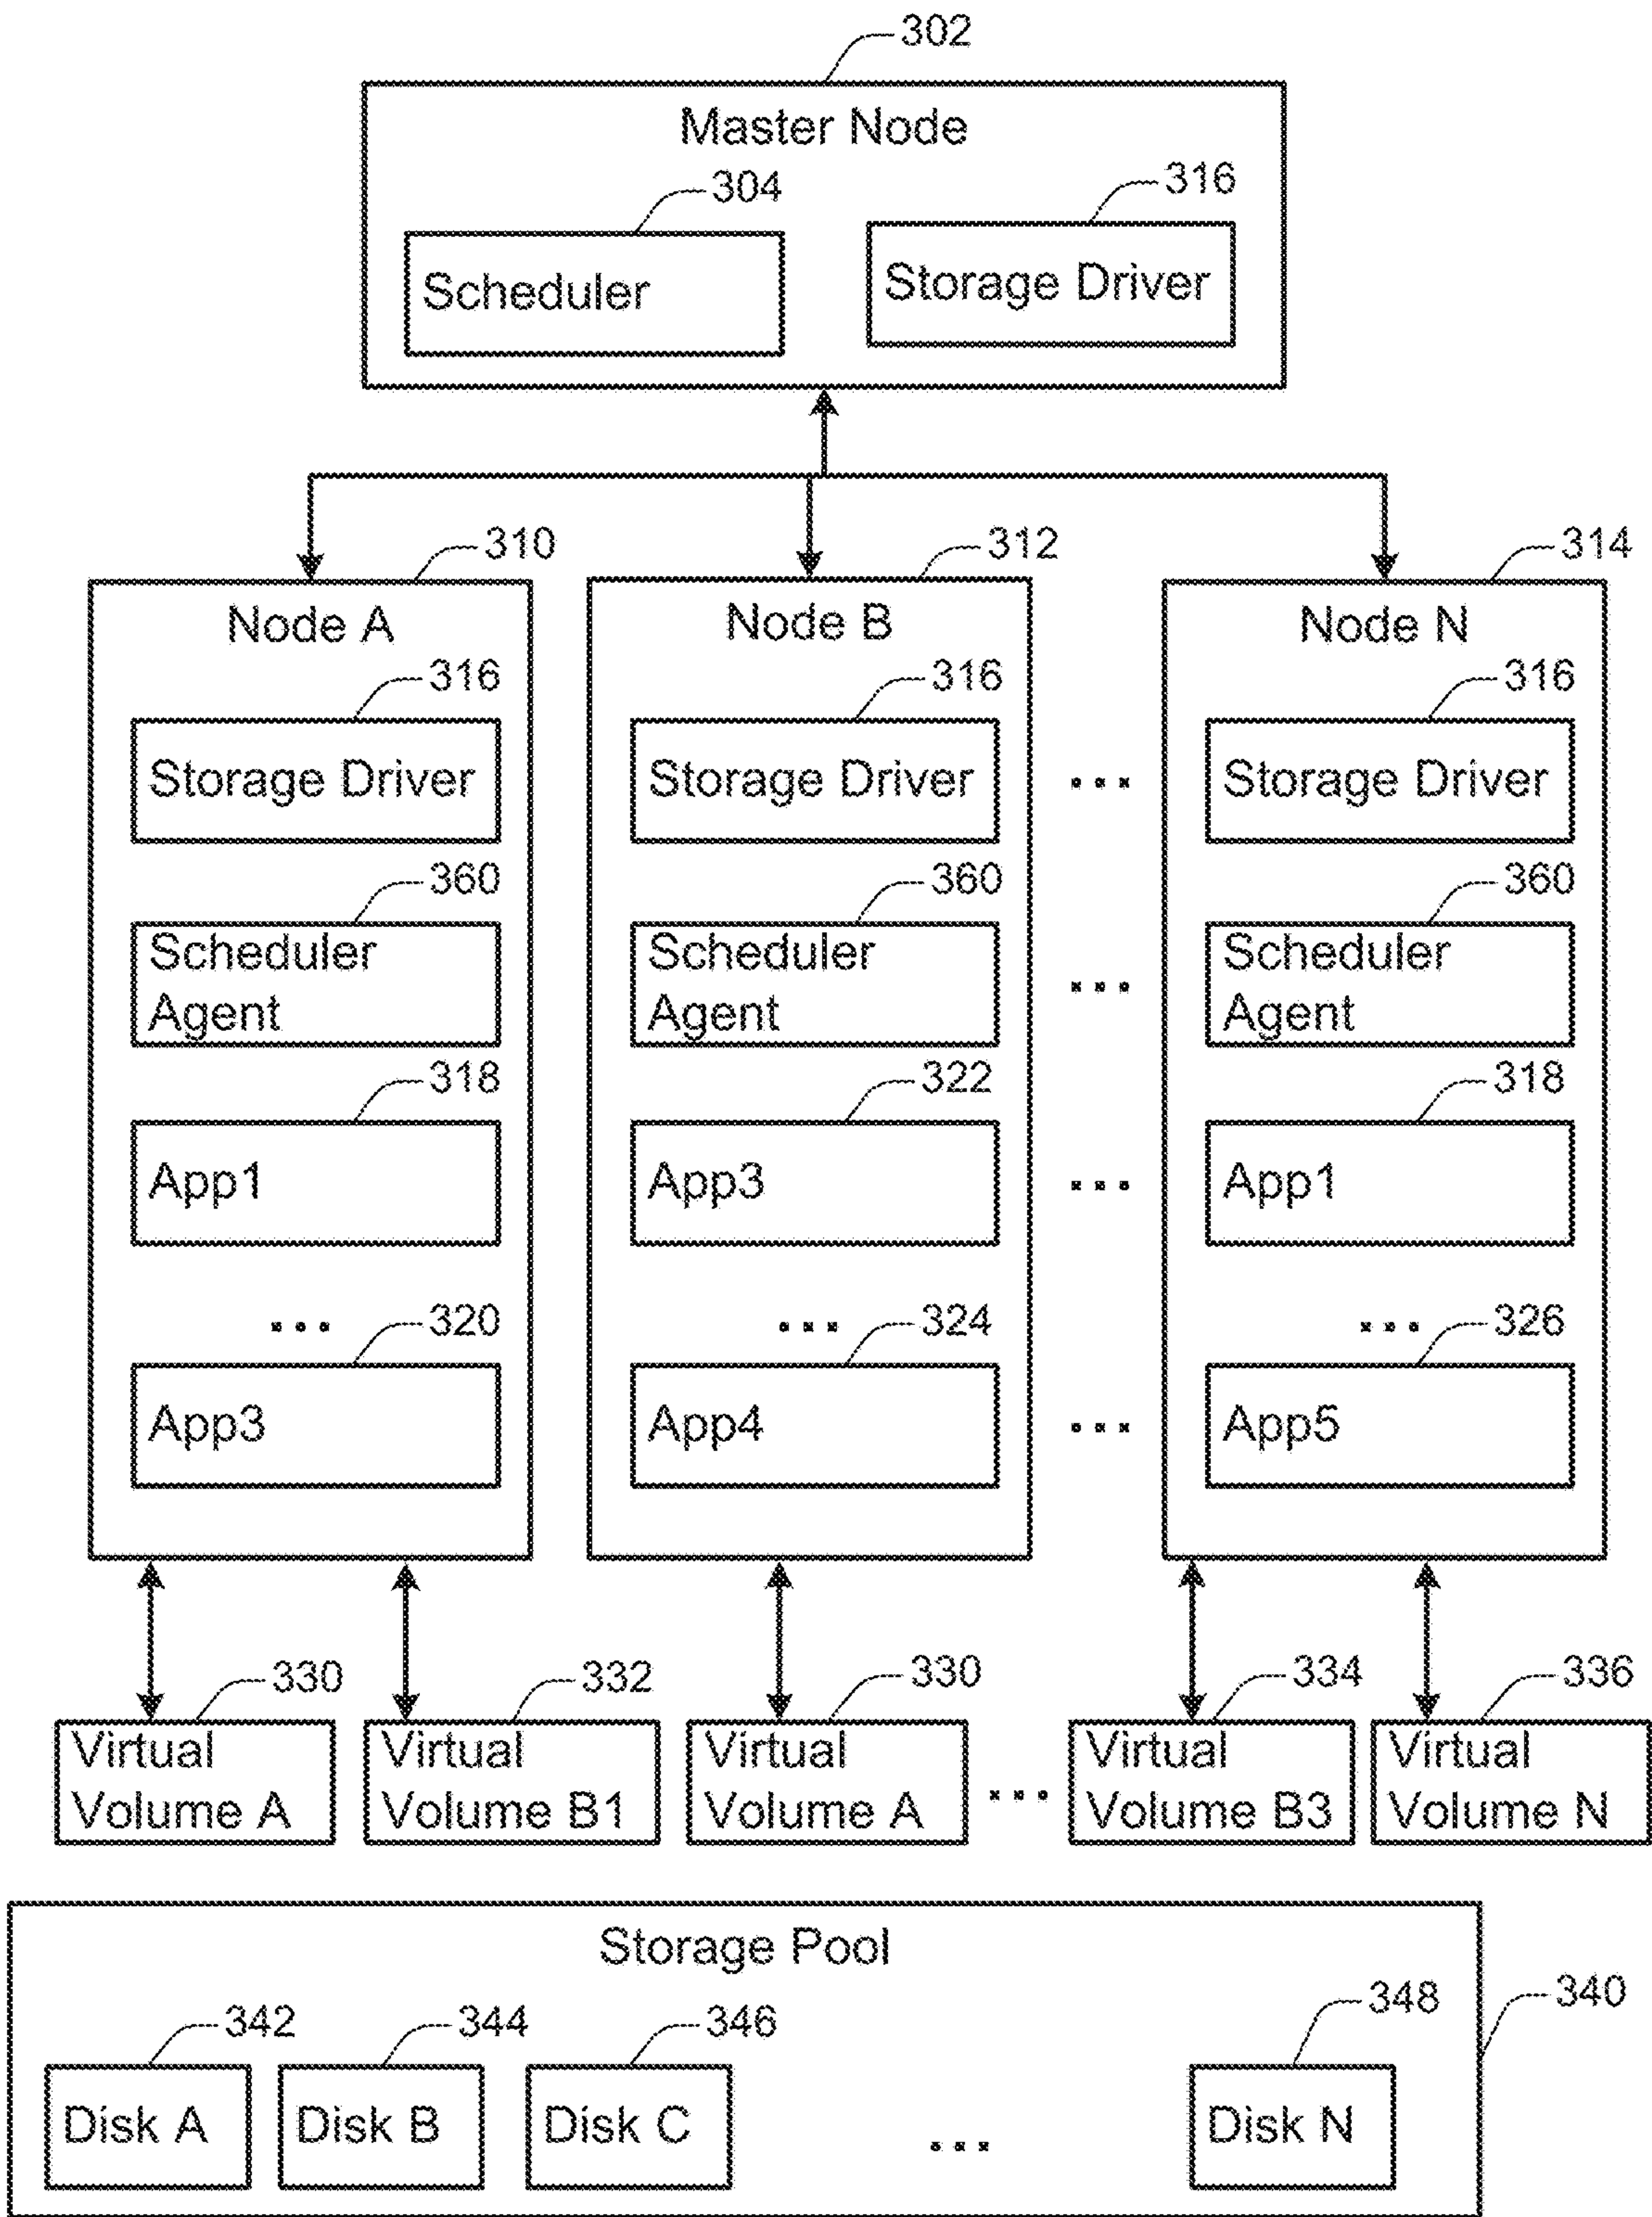 302
Master Node
304
316
Scheduler
Storage Driver
310
312
314
Node A
Node B
Node N
316
316
316
Storage Driver
Storage Driver
...
Storage Driver
360
360
360
Scheduler
Agent
Scheduler
Agent
...
Scheduler
Agent
318
322
318
App1
App3
...
App1
... 320
... 324
... 326
App3
App4
...
App5
330
332
330
334
336
Virtual
Volume A
Virtual
Volume B1
Virtual
Volume A
...
Virtual
Volume B3
Virtual
Volume N
Storage Pool
340
342
344
346
348
Disk A
Disk B
Disk C
...
Disk N